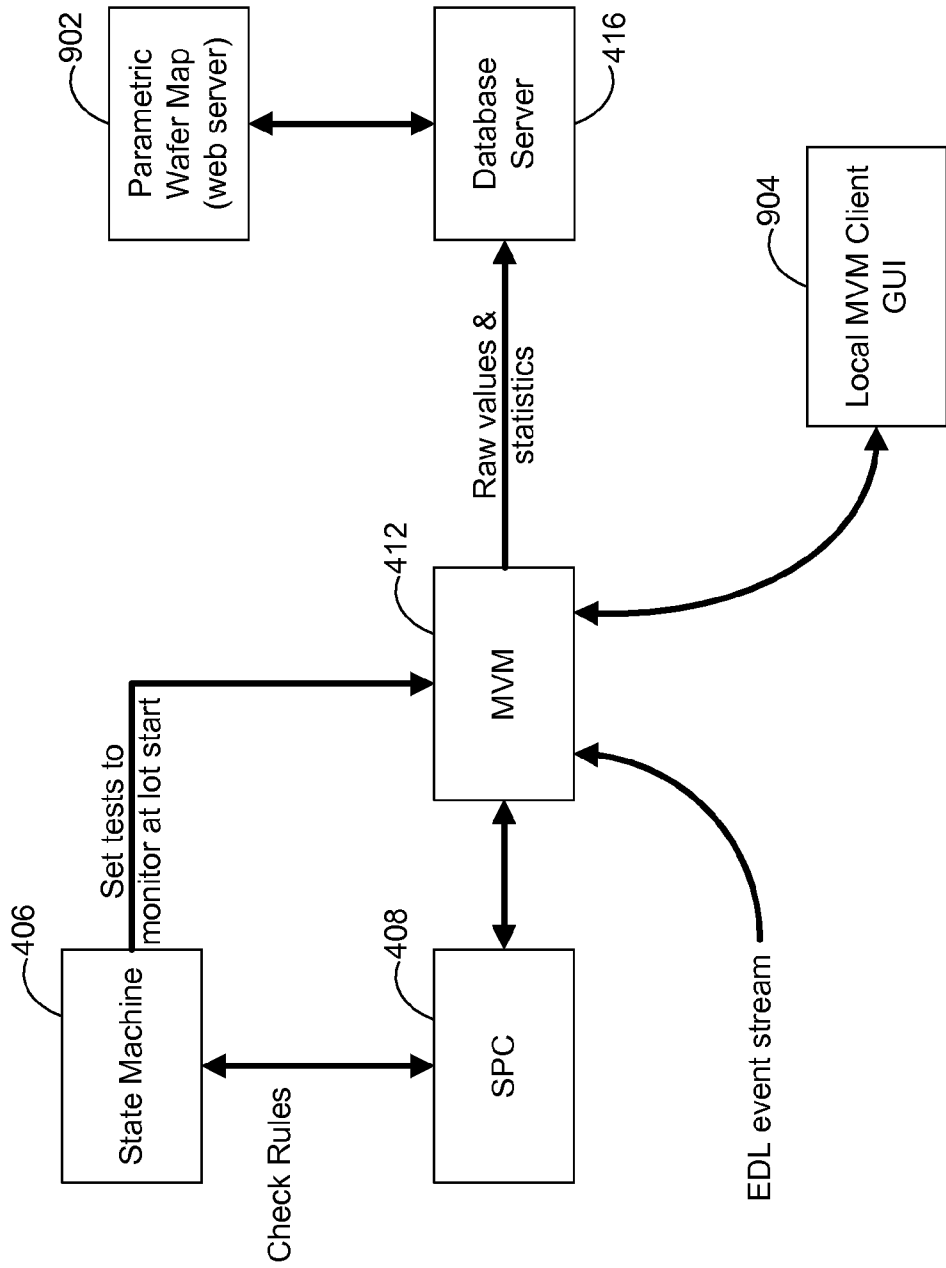 406
State Machine
Set tests to
monitor at lot start
Check Rules
902
Parametric
Wafer Map
(web server)
408
SPC
412
MVM
Raw values &
statistics
416
Database
Server
EDL event stream
904
Local MVM Client
GUI